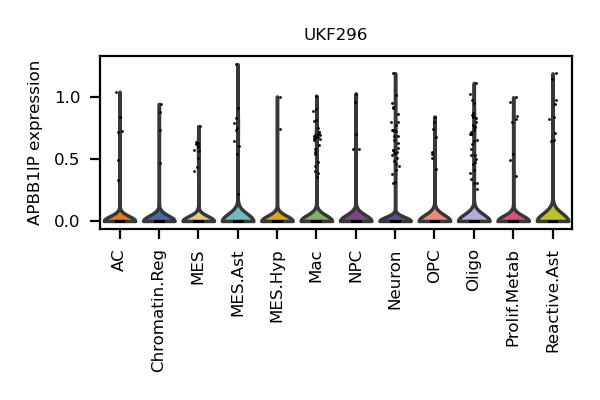 UKF296
APBB1IP expression
1.0
0.5
0.0
AC
Chromatin.Reg
MES
MES.Ast
MES.Hyp
Mac
NPC
Neuron
OPC
Oligo
Prolif.Metab
Reactive.Ast